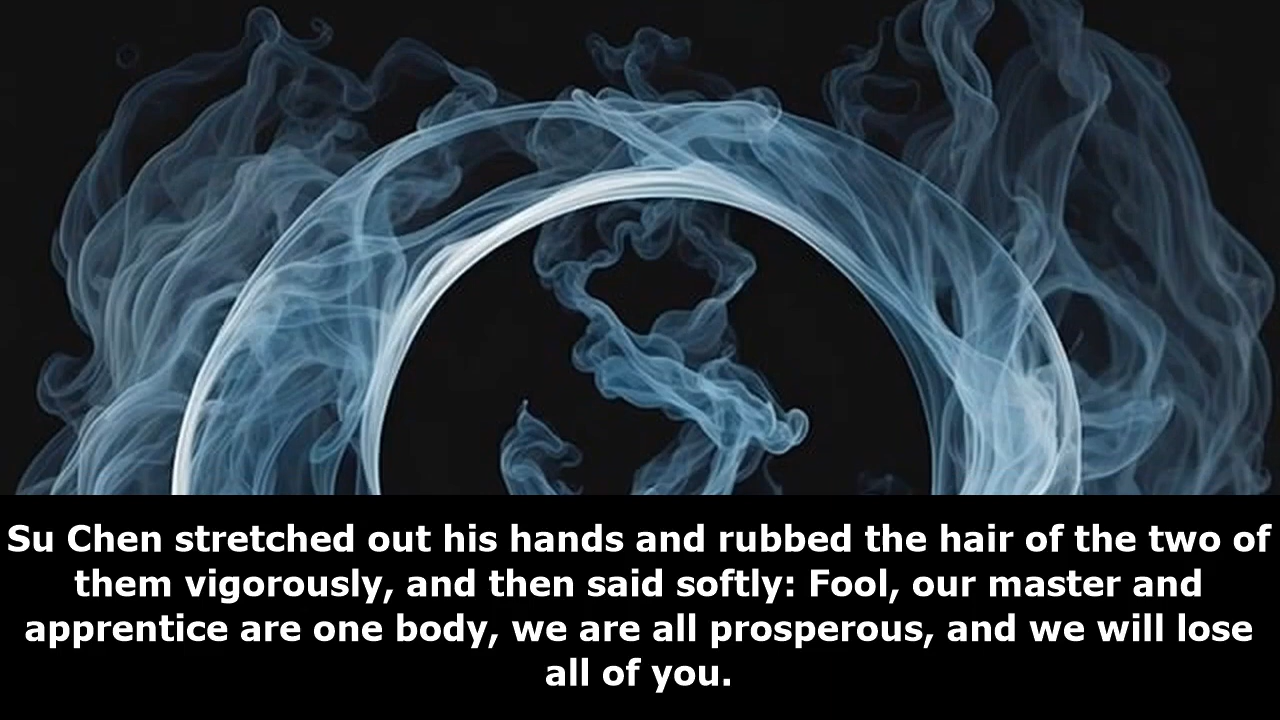 Su Chen stretched out his hands and rubbed the hair of the two of
them vigorously, and then said softly: Fool, our master and
apprentice are one body, we are all prosperous, and we will lose
all of you.